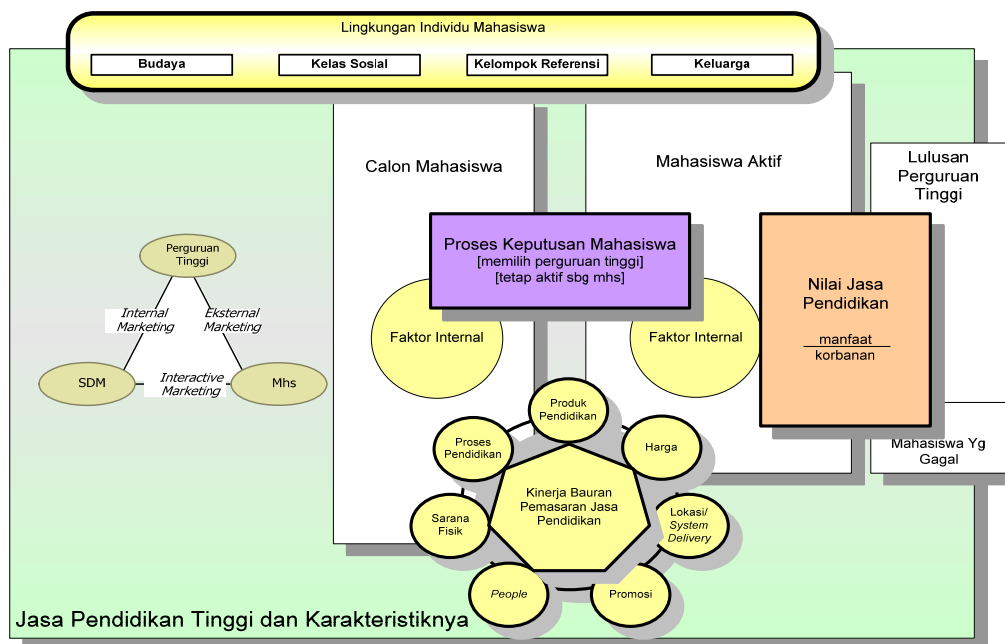 Lingkungan Individu Mahasiswa
Budaya
Kelas Sosial
Kelompok Referensi
Keluarga
Calon Mahasiswa
Mahasiswa Aktif
Lulusan
Perguruan
Tinggi
Proses Keputusan Mahasiswa
[memilih perguruan tinggi]
[tetap aktif sbg mhs]
Nilai Jasa
Pendidikan
manfaat
korbanan
Perguruan
Tinggi
Internal
Marketing
Eksternal
Marketing
SDM
Interactive
Marketing
Mhs
Faktor Internal
Faktor Internal
Mahasiswa Yg
Gagal
Produk
Pendidikan
Proses
Pendidikan
Harga
Kinerja Bauran
Pemasaran Jasa
Pendidikan
Sarana
Fisik
Lokasi/
System
Delivery
People
Promosi
Jasa Pendidikan Tinggi dan Karakteristiknya